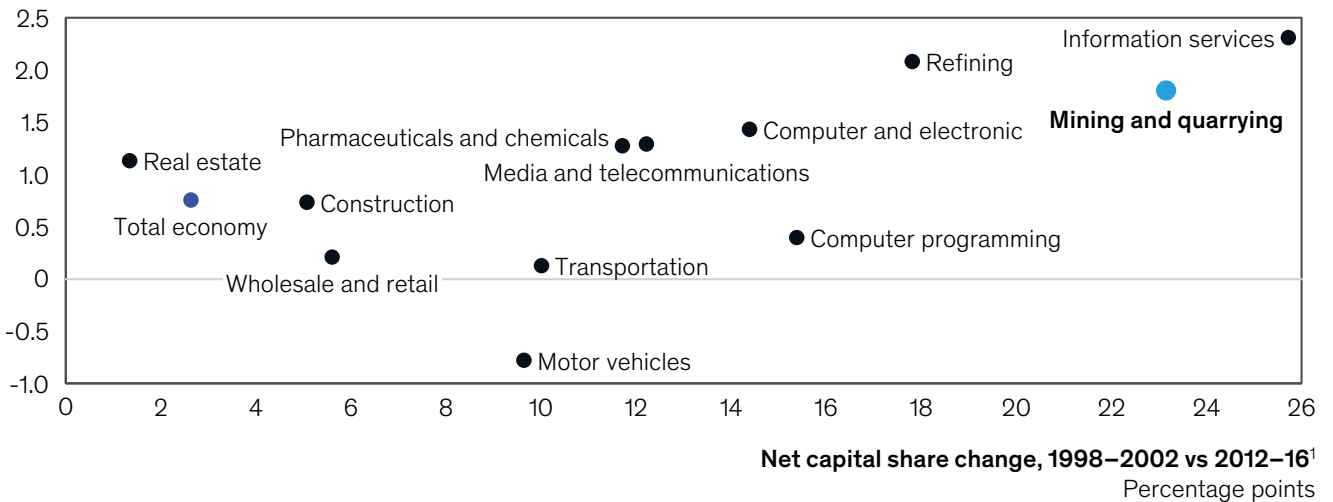 2.5
Information services
2.0
Refining
1.5
Mining and quarrying
Pharmaceuticals and chemicals
Computer and electronic
Real estate
Media and telecommunications
1.0
Construction
Total economy
0.5
Computer programming
Transportation
0
Wholesale and retail
-0.5
Motor vehicles
-1.0
0 2 4 6 8 10 12 14 16 18 20 22 24 26
Net capital share change, 1998–2002 vs 2012–16¹
Percentage points